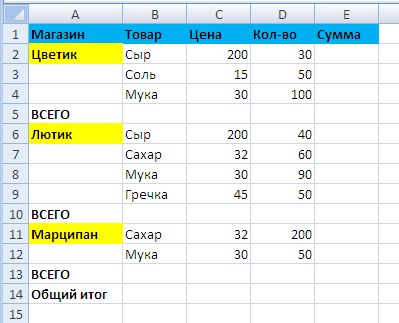 A B C D E
1 Магазин Товар Цена Кол-во Сумма
2 Цветик Сыр 200 30
3 Соль 15 50
4 Мука 30 100
5 ВСЕГО
6 Лютик Сыр 200 40
7 Сахар 32 60
8 Мука 30 90
9 Гречка 45 50
10 ВСЕГО
11 Марципан Сахар 32 200
12 Мука 30 50
13 ВСЕГО
14 Общий итог
15